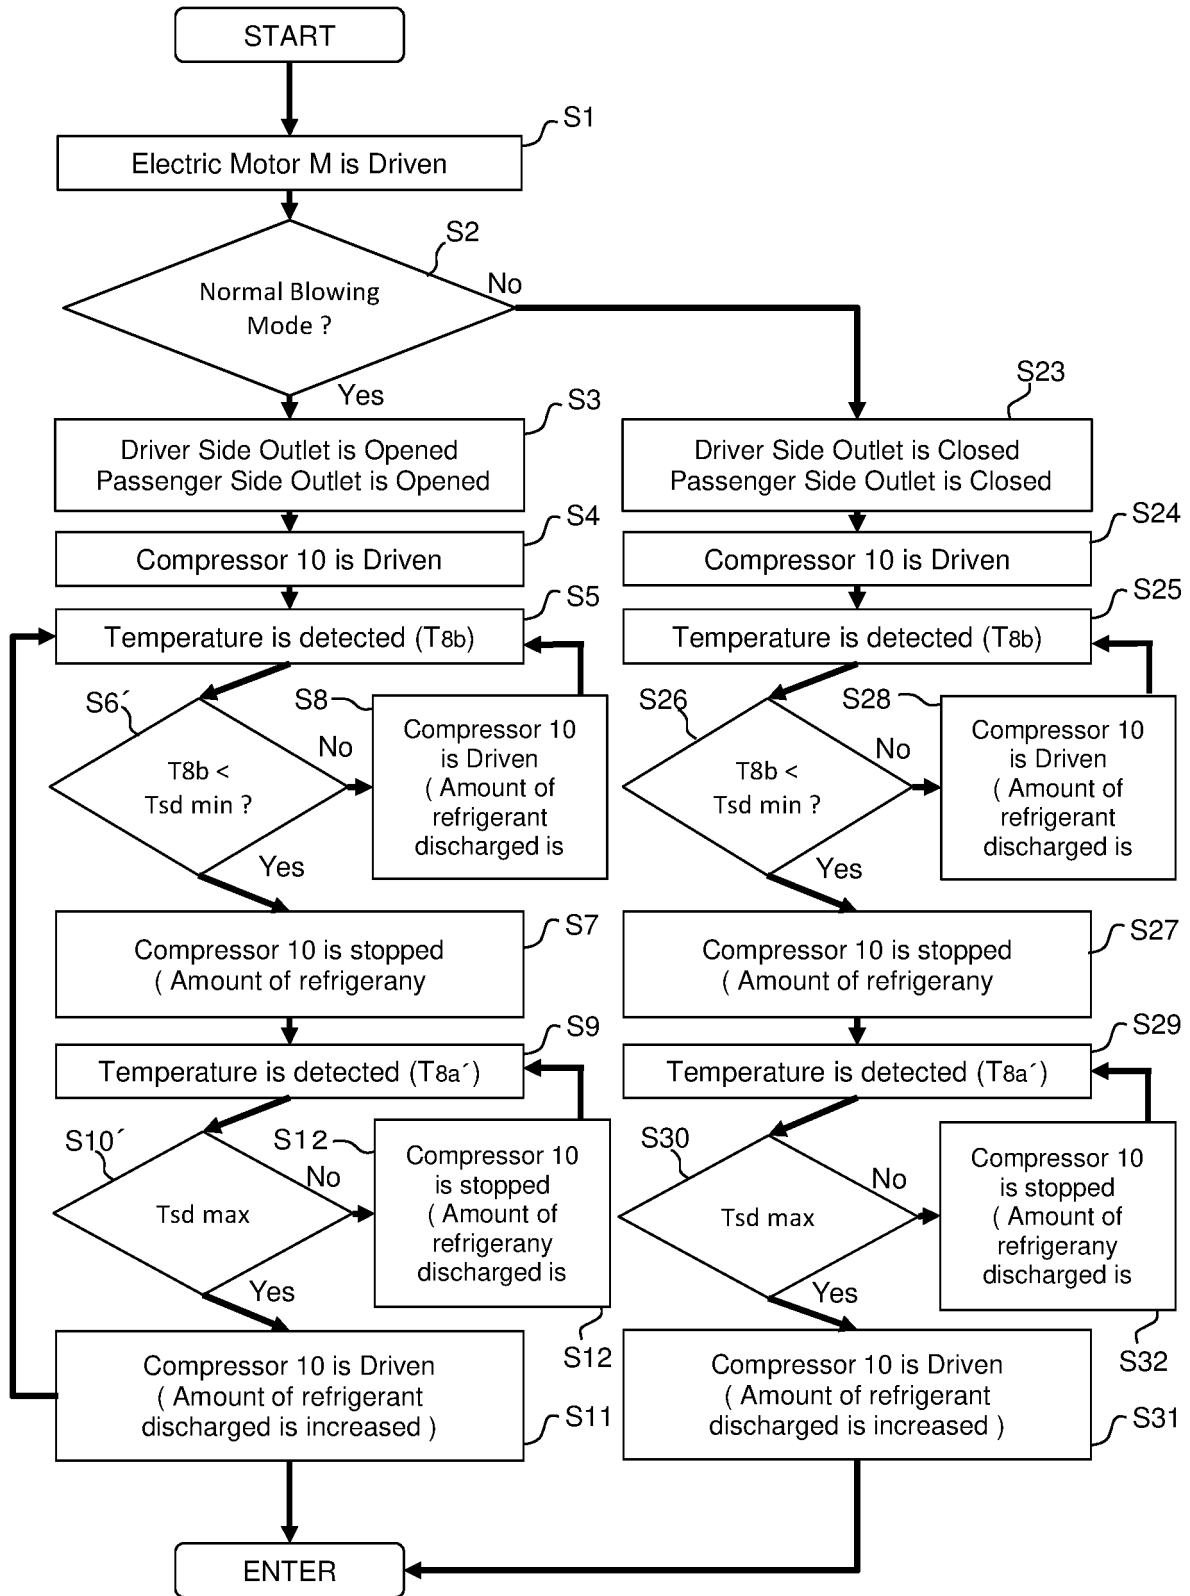 START
S1
Electric Motor M is Driven
S2
Normal Blowing
Mode ?
No
Yes
S3
Driver Side Outlet is Opened
Passenger Side Outlet is Opened
S4
Compressor 10 is Driven
S5
Temperature is detected (T8b)
S6´
T8b <
Tsd min ?
No
S8
Compressor 10
is Driven
( Amount of
refrigerant
discharged is
Yes
S7
Compressor 10 is stopped
( Amount of refrigerany
S9
Temperature is detected (T8a´)
S10´
Tsd max
No
S12
Compressor 10
is stopped
( Amount of
refrigerany
discharged is
S12
Yes
Compressor 10 is Driven
( Amount of refrigerant
discharged is increased )
S11
S23
Driver Side Outlet is Closed
Passenger Side Outlet is Closed
S24
Compressor 10 is Driven
S25
Temperature is detected (T8b)
S26
T8b <
Tsd min ?
No
S28
Compressor 10
is Driven
( Amount of
refrigerant
discharged is
Yes
S27
Compressor 10 is stopped
( Amount of refrigerany
S29
Temperature is detected (T8a´)
S30
Tsd max
No
Compressor 10
is stopped
( Amount of
refrigerany
discharged is
S32
Yes
Compressor 10 is Driven
( Amount of refrigerant
discharged is increased )
S31
ENTER